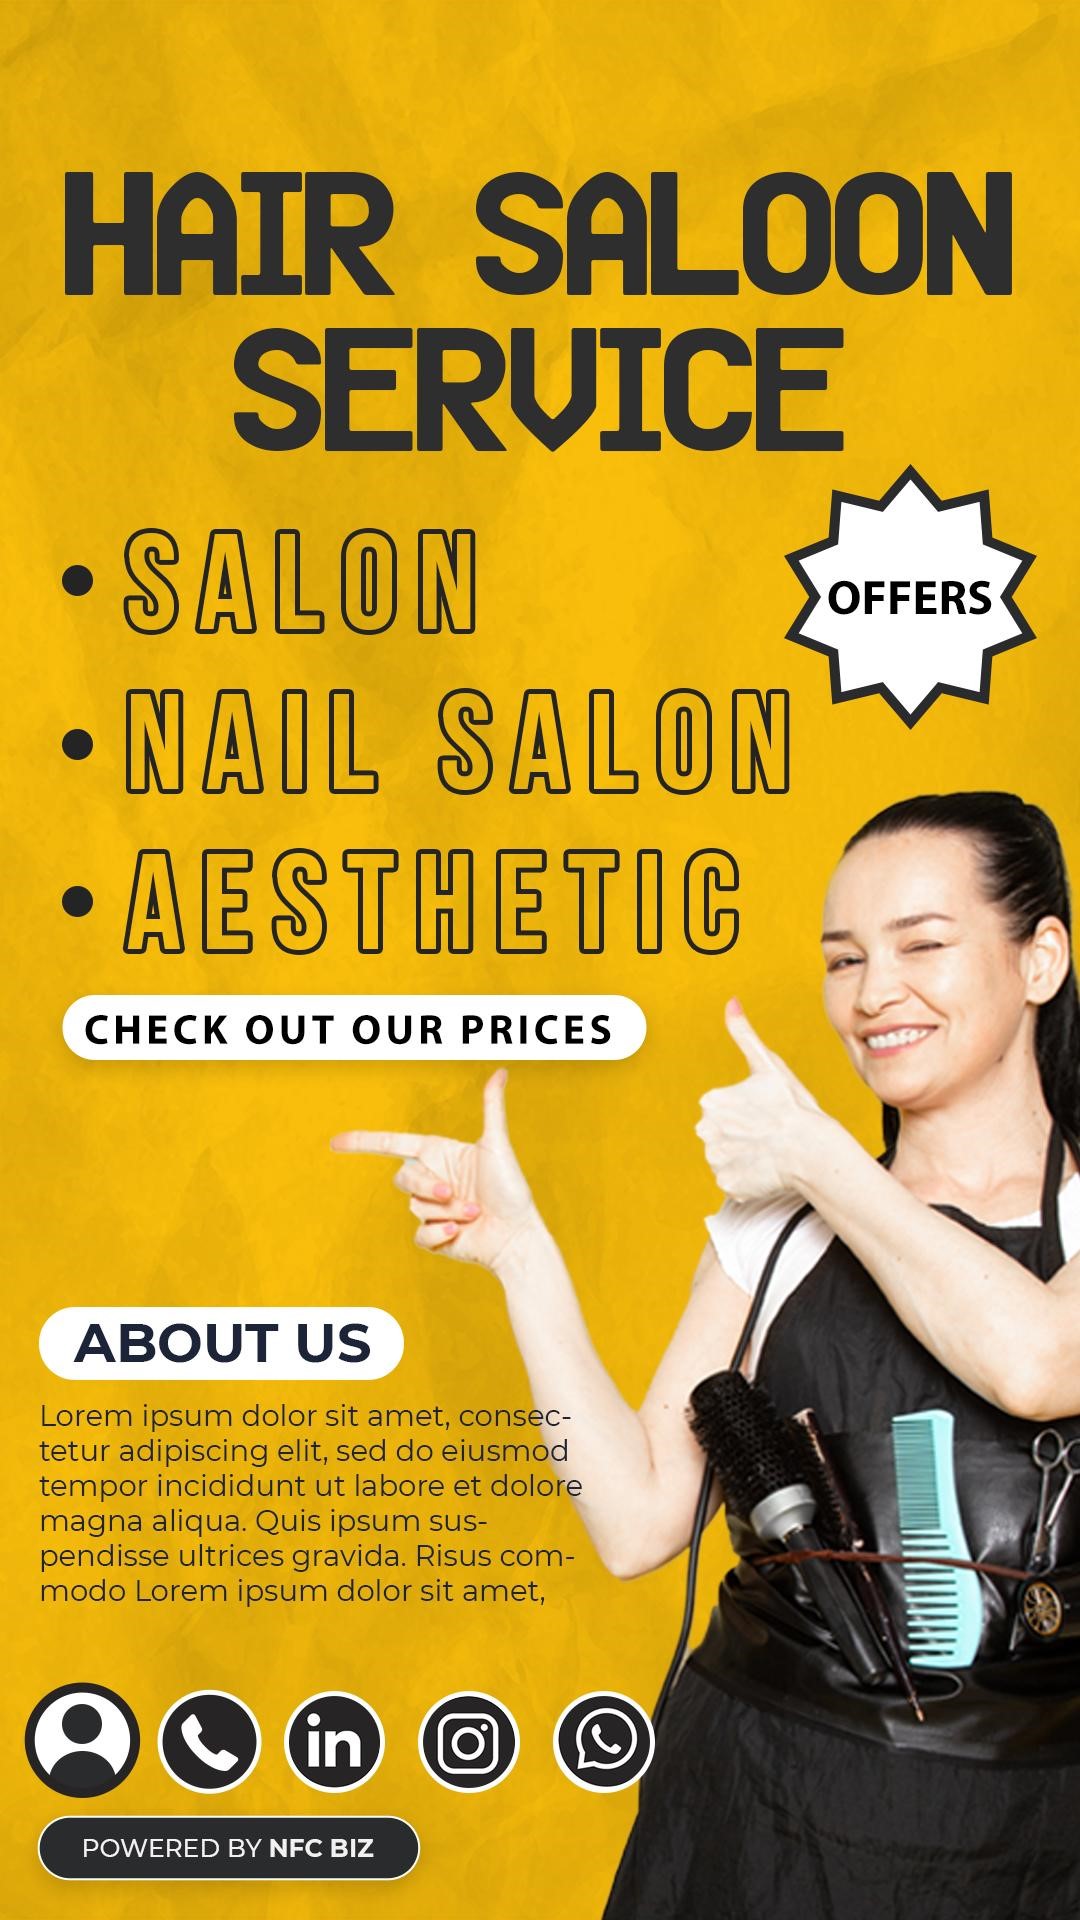 HAIR SALOON
SERVICE
• SALON
OFFERS
• NAIL SALON
• AESTHETIC
CHECK OUT OUR PRICES
ABOUT US
Lorem ipsum dolor sit amet, consec-
tetur adipiscing elit, sed do eiusmod
tempor incididunt ut labore et dolore
magna aliqua. Quis ipsum sus-
pendisse ultrices gravida. Risus com-
modo Lorem ipsum dolor sit amet,
in
POWERED BY NFC BIZ